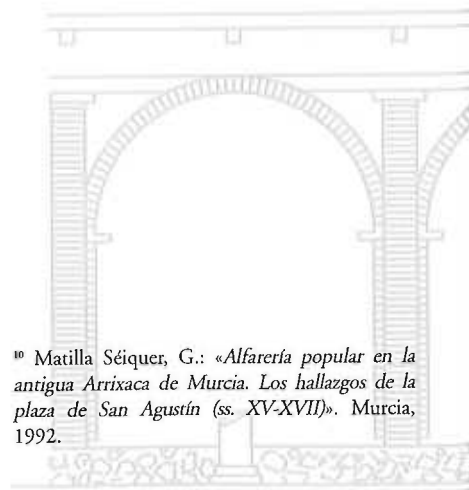 ¹⁰ Matilla Séiquer, G.: «Alfarería popular en la
antigua Arrixaca de Murcia. Los hallazgos de la
plaza de San Agustín (ss. XV-XVII)». Murcia,
1992.